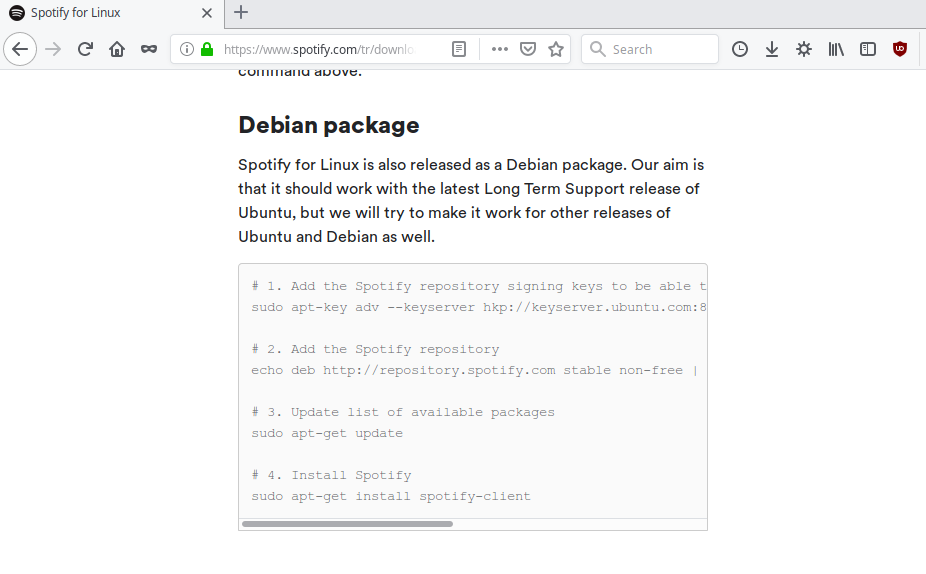 Spotify for Linux
https://www.spotify.com/tr/downlo
Search
command above.
Debian package
Spotify for Linux is also released as a Debian package. Our aim is
that it should work with the latest Long Term Support release of
Ubuntu, but we will try to make it work for other releases of
Ubuntu and Debian as well.
# 1. Add the Spotify repository signing keys to be able t
sudo apt-key adv --keyserver hkp://keyserver.ubuntu.com:8
# 2. Add the Spotify repository
echo deb http://repository.spotify.com stable non-free |
# 3. Update list of available packages
sudo apt-get update
# 4. Install Spotify
sudo apt-get install spotify-client